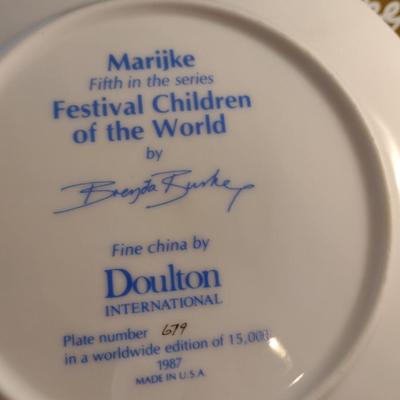 Marijke
Fifth in the series
Festival Children
of the World
by
Brenda Burke
Fine china by
Doulton
INTERNATIONAL
Plate number 679
in a worldwide edition of 15,000
1987
MADE IN U.S.A.